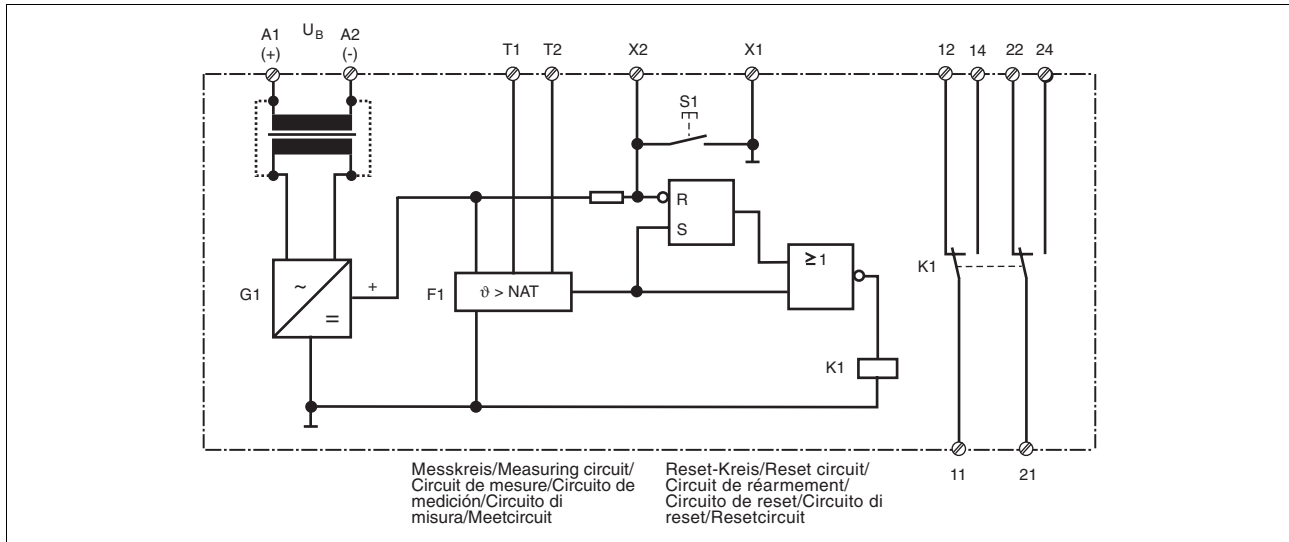 A1 U_B A2 T1 T2 X2 X1 12 14 22 24
(+) (-)
S1
R
S
≥1
K1
G1 ~ + F1 ϑ > NAT
=
K1
Messkreis/Measuring circuit/
Circuit de mesure/Circuito de
medición/Circuito di
misura/Meetcircuit
Reset-Kreis/Reset circuit/
Circuit de réarmement/
Circuito de reset/Circuito di
reset/Resetcircuit
11 21